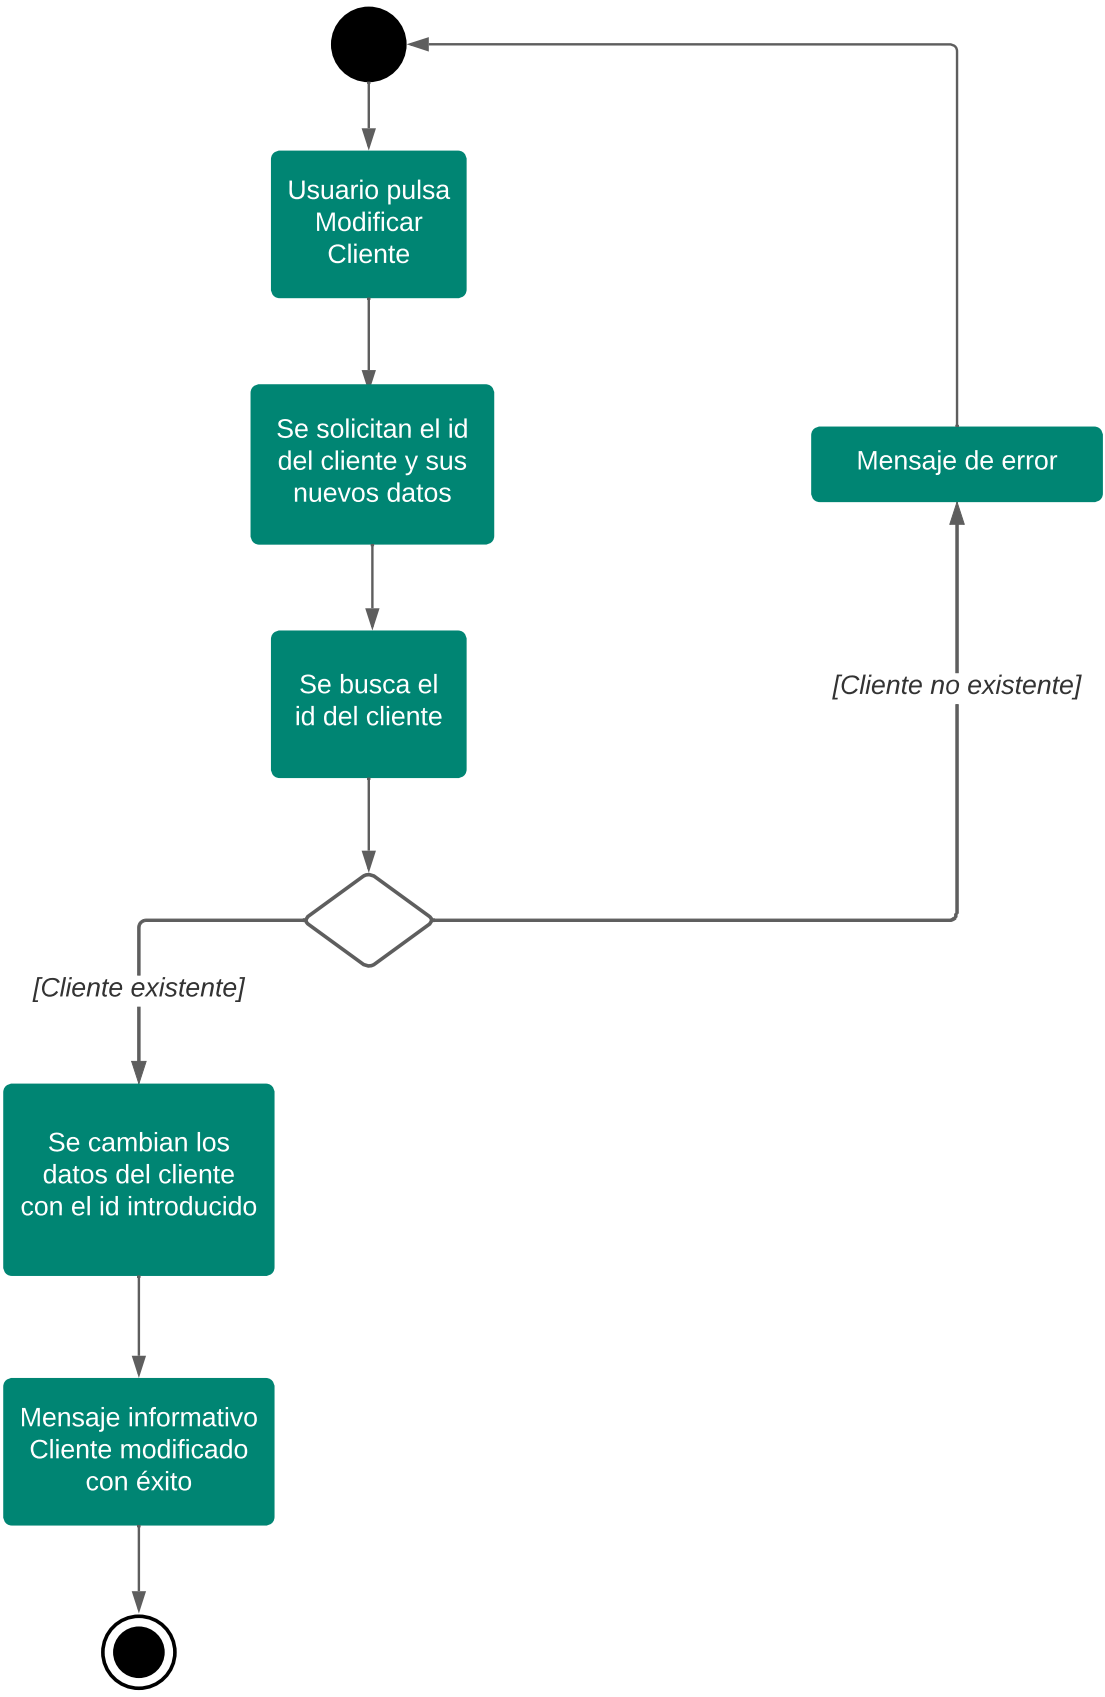 Usuario pulsa
Modificar
Cliente
Se solicitan el id
del cliente y sus
nuevos datos
Mensaje de error
Se busca el
id del cliente
[Cliente no existente]
[Cliente existente]
Se cambian los
datos del cliente
con el id introducido
Mensaje informativo
Cliente modificado
con éxito